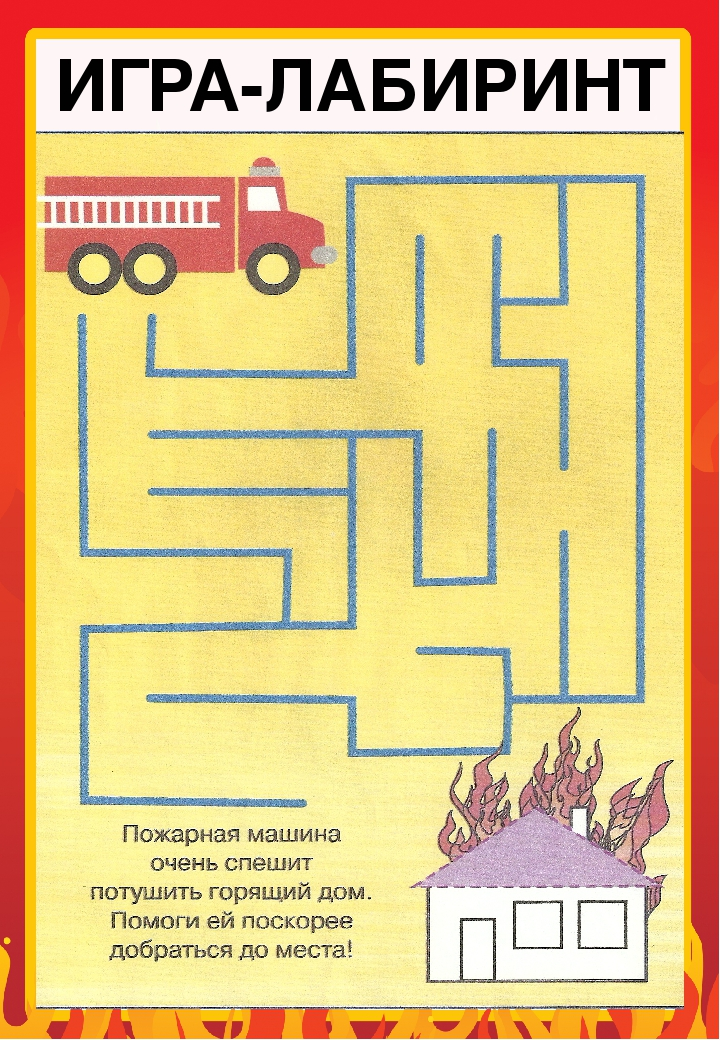 ИГРА-ЛАБИРИНТ
Пожарная машина
очень спешит
потушить горящий дом.
Помоги ей поскорее
добраться до места!